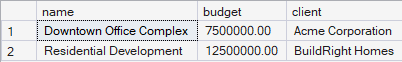 name budget client
1 Downtown Office Complex 7500000.00 Acme Corporation
2 Residential Development 12500000.00 BuildRight Homes